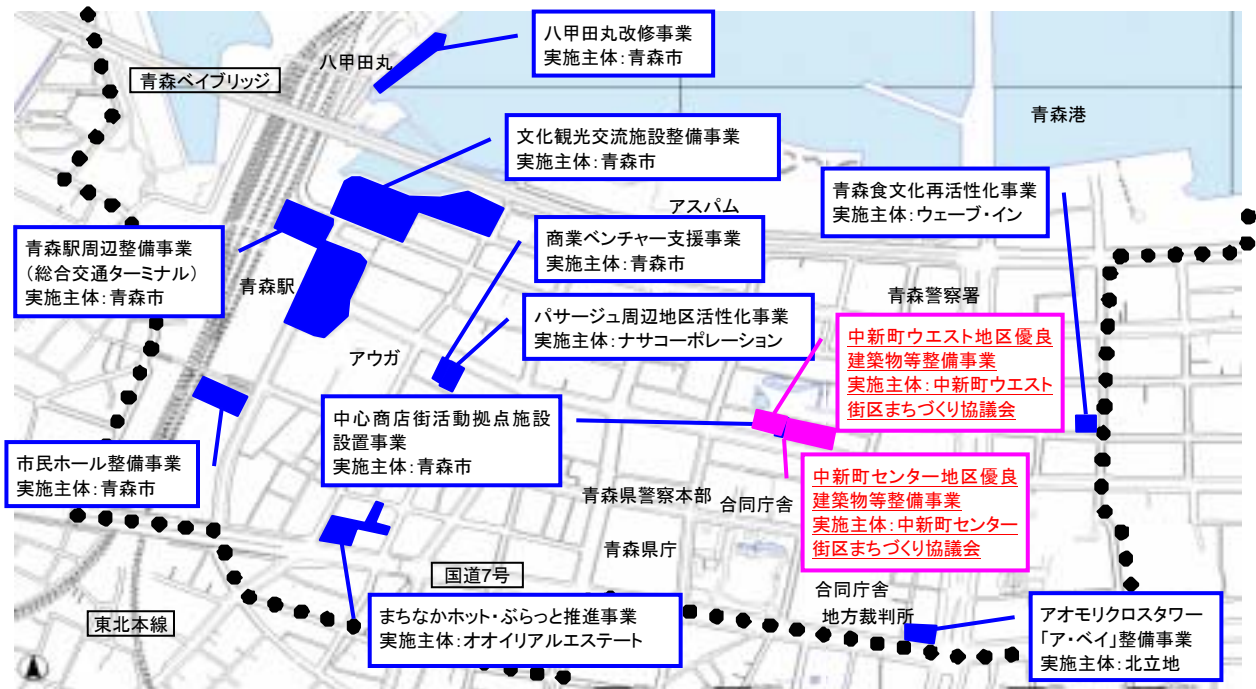 八甲田丸改修事業
実施主体:青森市
八甲田丸
青森ベイブリッジ
青森港
文化観光交流施設整備事業
実施主体:青森市
青森食文化再活性化事業
実施主体:ウェーブ・イン
アスパム
商業ベンチャー支援事業
実施主体:青森市
青森駅周辺整備事業
(総合交通ターミナル)
実施主体:青森市
青森駅
青森警察署
パサージュ周辺地区活性化事業
実施主体:ナサコーポレーション
中新町ウエスト地区優良
建築物等整備事業
実施主体:中新町ウエスト
街区まちづくり協議会
アウガ
中心商店街活動拠点施設
設置事業
実施主体:青森市
市民ホール整備事業
実施主体:青森市
中新町センター地区優良
建築物等整備事業
実施主体:中新町センター
街区まちづくり協議会
青森県警察本部
合同庁舎
青森県庁
国道7号
合同庁舎
地方裁判所
東北本線
まちなかホット・ぶらっと推進事業
実施主体:オオイリアルエステート
アオモリクロスタワー
「ア・ベイ」整備事業
実施主体:北立地